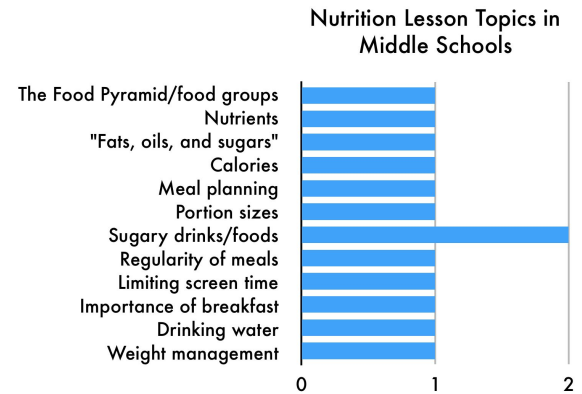 Nutrition Lesson Topics in
Middle Schools
The Food Pyramid/food groups
Nutrients
"Fats, oils, and sugars"
Calories
Meal planning
Portion sizes
Sugary drinks/foods
Regularity of meals
Limiting screen time
Importance of breakfast
Drinking water
Weight management
0 1 2